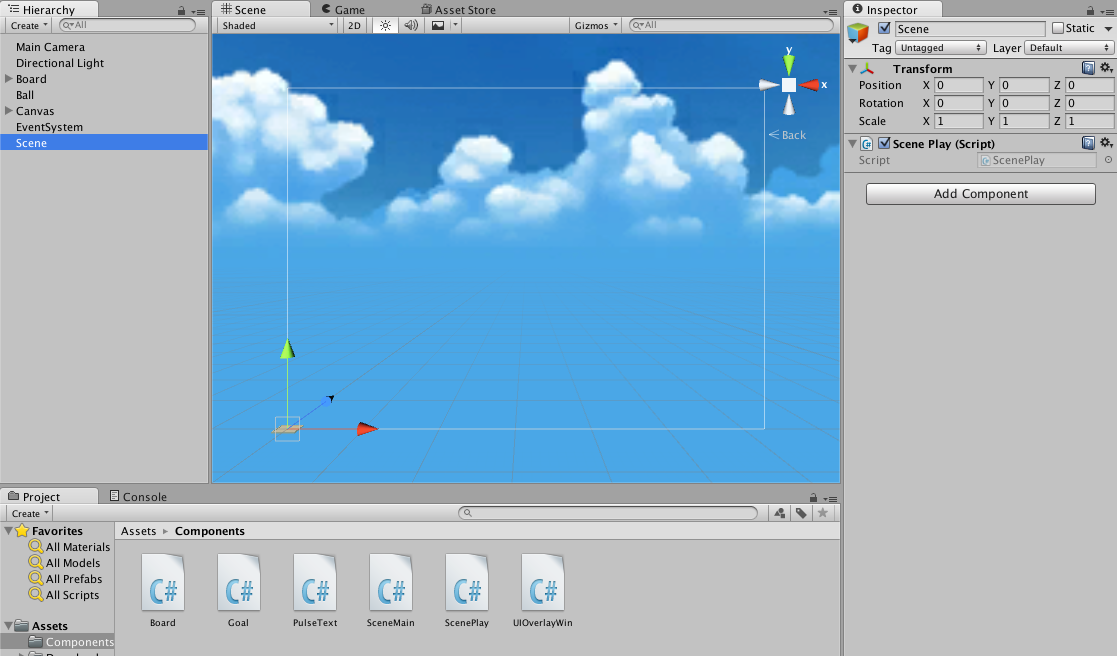 Hierarchy
Create
All
Main Camera
Directional Light
Board
Ball
Canvas
EventSystem
Scene
Scene
Game
Asset Store
Shaded
2D
Gizmos
All
y
x
Back
Inspector
Scene
Static
Tag
Untagged
Layer
Default
Transform
Position X 0 Y 0 Z 0
Rotation X 0 Y 0 Z 0
Scale X 1 Y 1 Z 1
C#
Scene Play (Script)
Script
ScenePlay
Add Component
Project
Console
Create
Favorites
All Materials
All Models
All Prefabs
All Scripts
Assets
Components
Assets Components
C# C# C# C# C# C#
Board Goal PulseText SceneMain ScenePlay UIOverlayWin